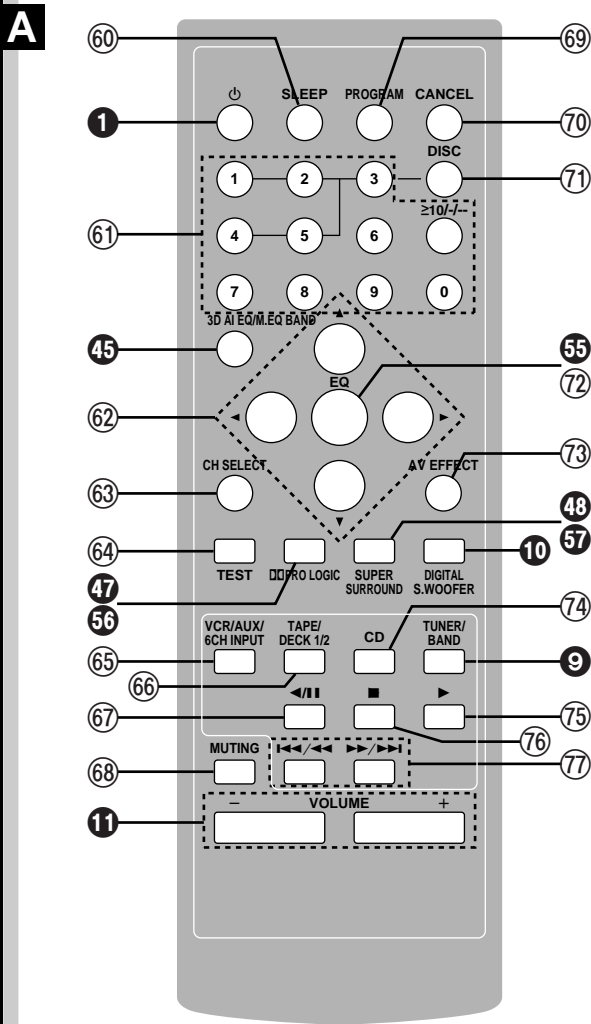 A
60 69
⏻ SLEEP PROGRAM CANCEL
1 70
DISC
1 2 3 71
≥10/-/--
61 4 5 6
7 8 9 0
3D AI EQ/M.EQ BAND ▲
45 55
EQ
62 ◄ ► 72
CH SELECT AV EFFECT
63 ▼ 73
48
64 10 57
TEST PRO LOGIC SUPER SURROUND DIGITAL S.WOOFER
47
56 74
VCR/AUX/ TAPE/ CD TUNER/
6CH INPUT DECK 1/2 BAND
65 9
66 ◄/❚❚ ■ ►
67 75
76
MUTING I◄◄/◄◄ ►►/►►I
68 77
− VOLUME +
11